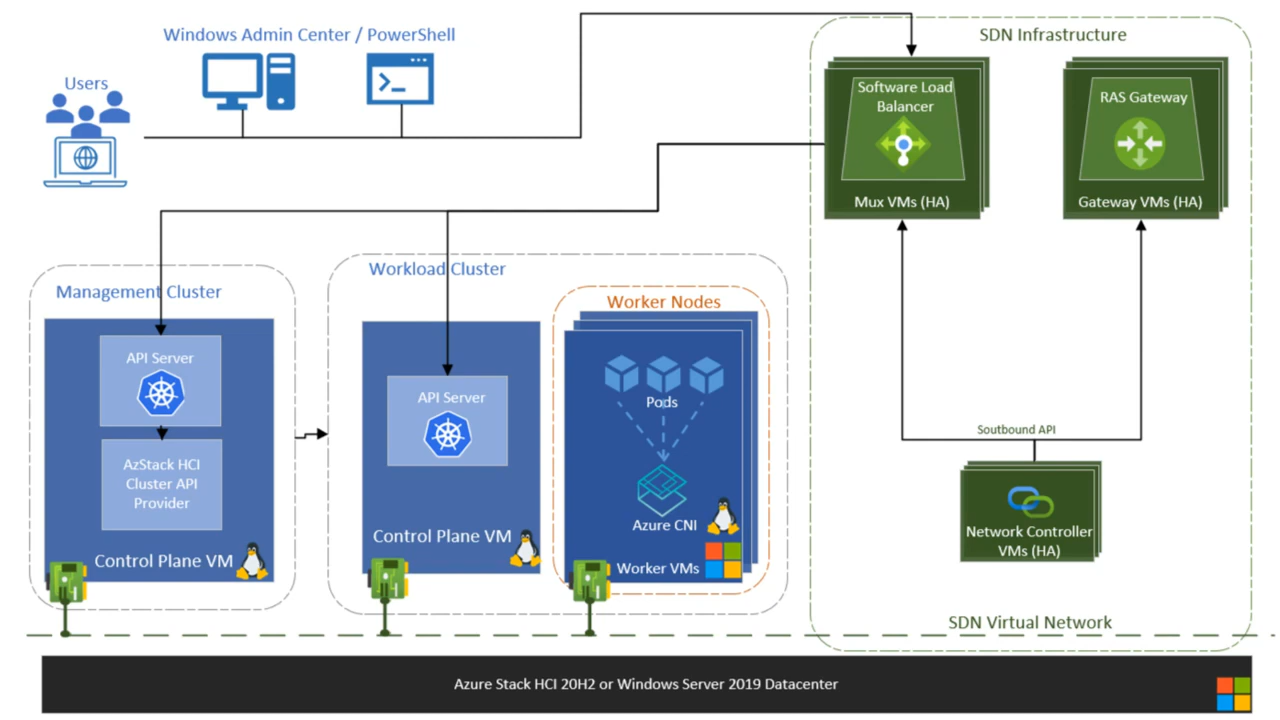 Windows Admin Center / PowerShell
Users
SDN Infrastructure
Software Load
Balancer
Mux VMs (HA)
RAS Gateway
Gateway VMs (HA)
Management Cluster
API Server
AzStack HCI
Cluster API
Provider
Control Plane VM
Workload Cluster
API Server
Control Plane VM
Worker Nodes
Pods
Azure CNI
Worker VMs
Soutbound API
Network Controller
VMs (HA)
SDN Virtual Network
Azure Stack HCI 20H2 or Windows Server 2019 Datacenter